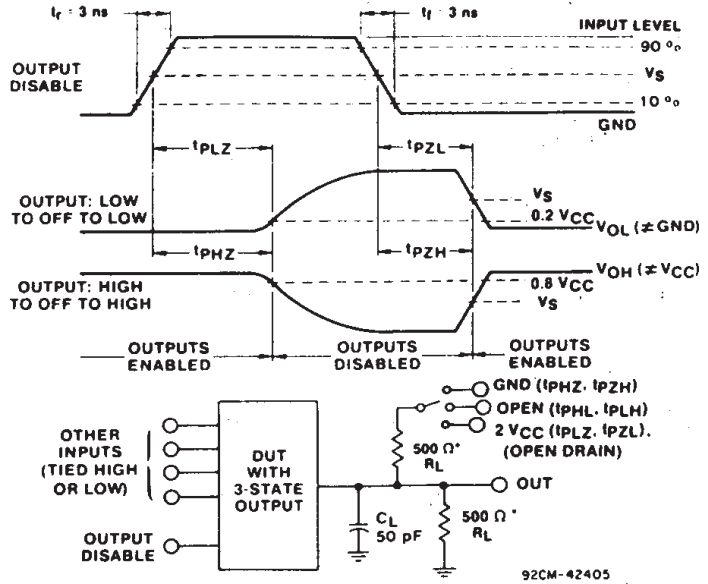 tr = 3 ns
tf = 3 ns
INPUT LEVEL
90 %
VS
10 %
GND
OUTPUT
DISABLE
tPLZ
tPZL
OUTPUT: LOW
TO OFF TO LOW
VS
0.2 VCC
VOL (≠ GND)
tPHZ
tPZH
OUTPUT: HIGH
TO OFF TO HIGH
VOH (≠ VCC)
0.8 VCC
VS
OUTPUTS
ENABLED
OUTPUTS
DISABLED
OUTPUTS
ENABLED
GND (tPHZ, tPZH)
OPEN (tPHL, tPLH)
2 VCC (tPLZ, tPZL).
(OPEN DRAIN)
OTHER
INPUTS
(TIED HIGH
OR LOW)
DUT
WITH
3-STATE
OUTPUT
500 Ω*
RL
OUT
OUTPUT
DISABLE
CL
50 pF
500 Ω*
RL
92CM-42405